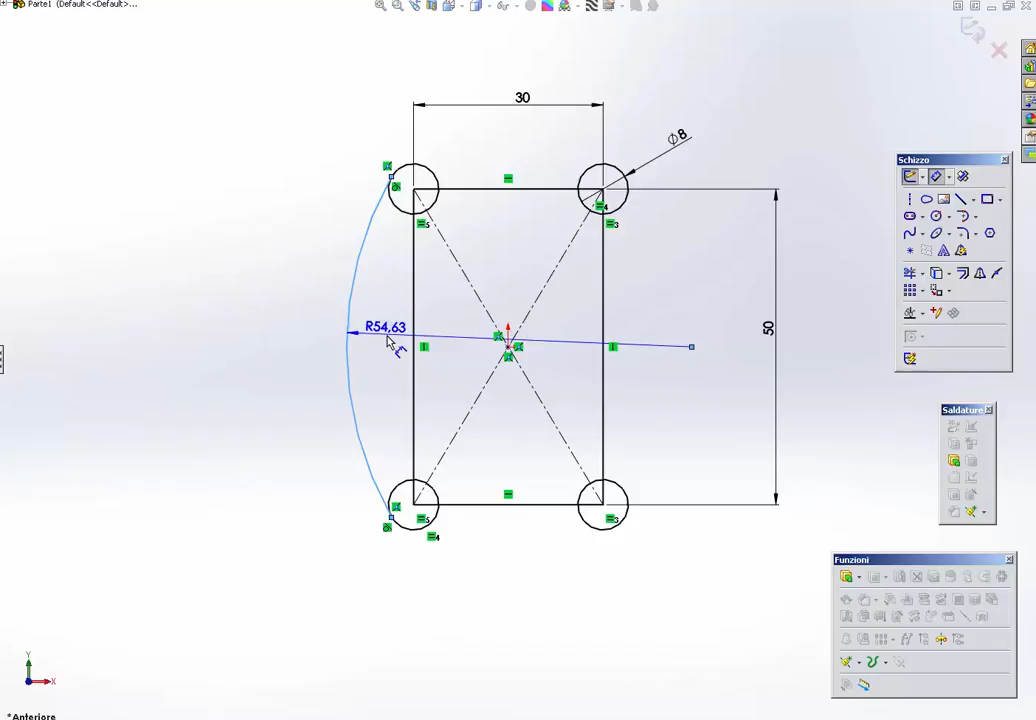 Parte1 (Default<<Default>...
30
Ø8
Schizzo
R54,63
50
Saldature
Funzioni
Y
X
*Anteriore